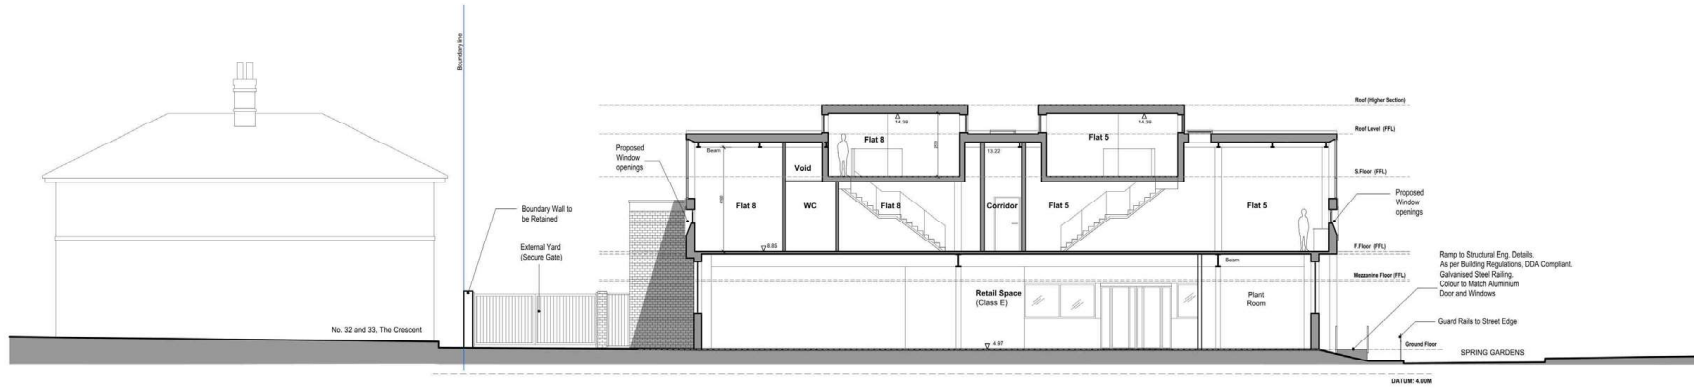 Boundary line
Roof (Higher Section)
14.56
14.56
Roof Level (FFL)
Proposed
Window
openings
Beam
Flat 8
Flat 5
13.22
Void
S.Floor (FFL)
Boundary Wall to
be Retained
Flat 8
WC
Flat 8
Corridor
Flat 5
Flat 5
Proposed
Window
openings
External Yard
(Secure Gate)
8.85
F.Floor (FFL)
Beam
Ramp to Structural Eng. Details.
As per Building Regulations, DDA Compliant.
Galvanised Steel Railing.
Colour to Match Aluminium
Door and Windows
Mezzanine Floor (FFL)
Retail Space
(Class E)
Plant
Room
Guard Rails to Street Edge
No. 32 and 33, The Crescent
4.97
Ground Floor
SPRING GARDENS
DATUM: 4.00M